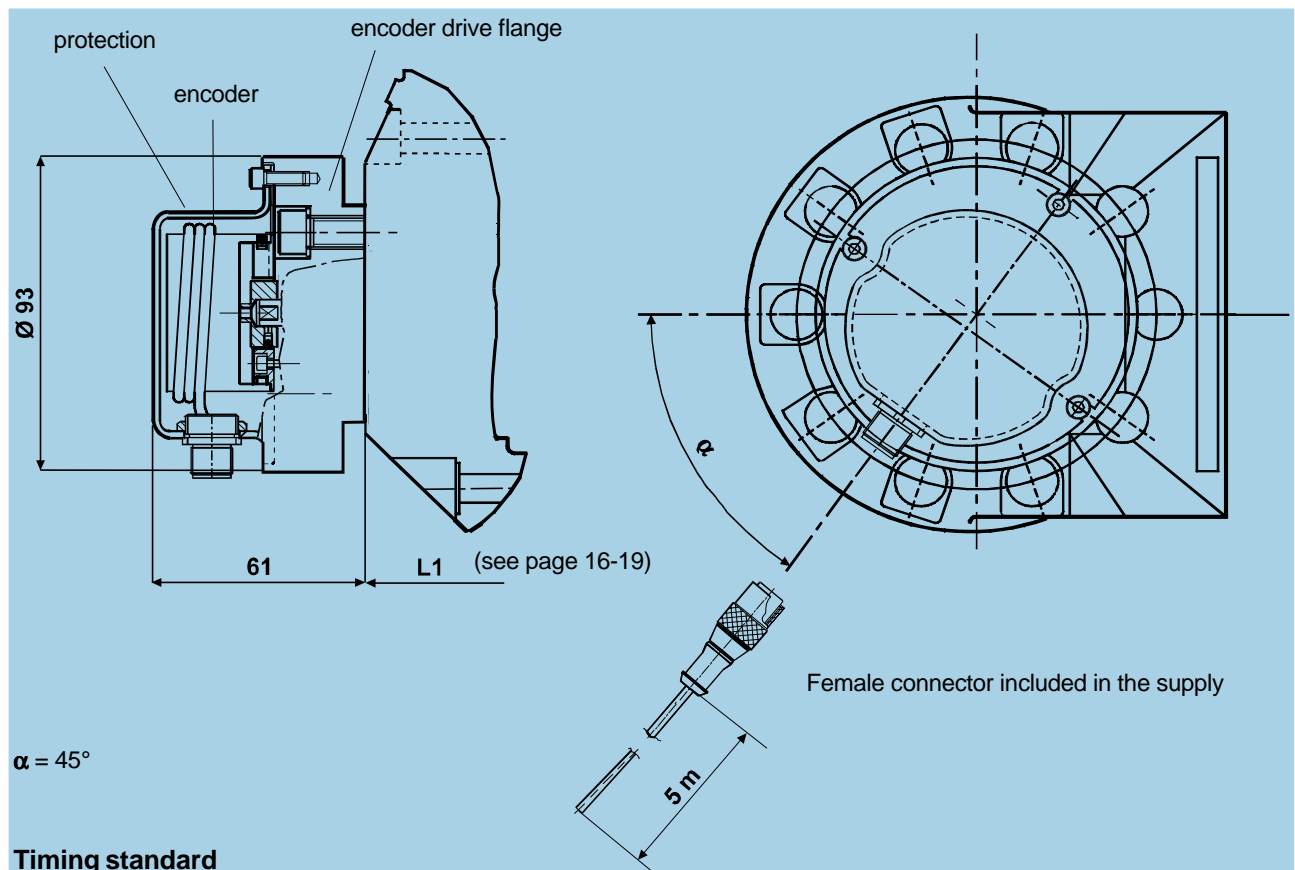 protection
encoder drive flange
encoder
Ø 93
α
61
L1
(see page 16-19)
Female connector included in the supply
5 m
α = 45°
Timing standard